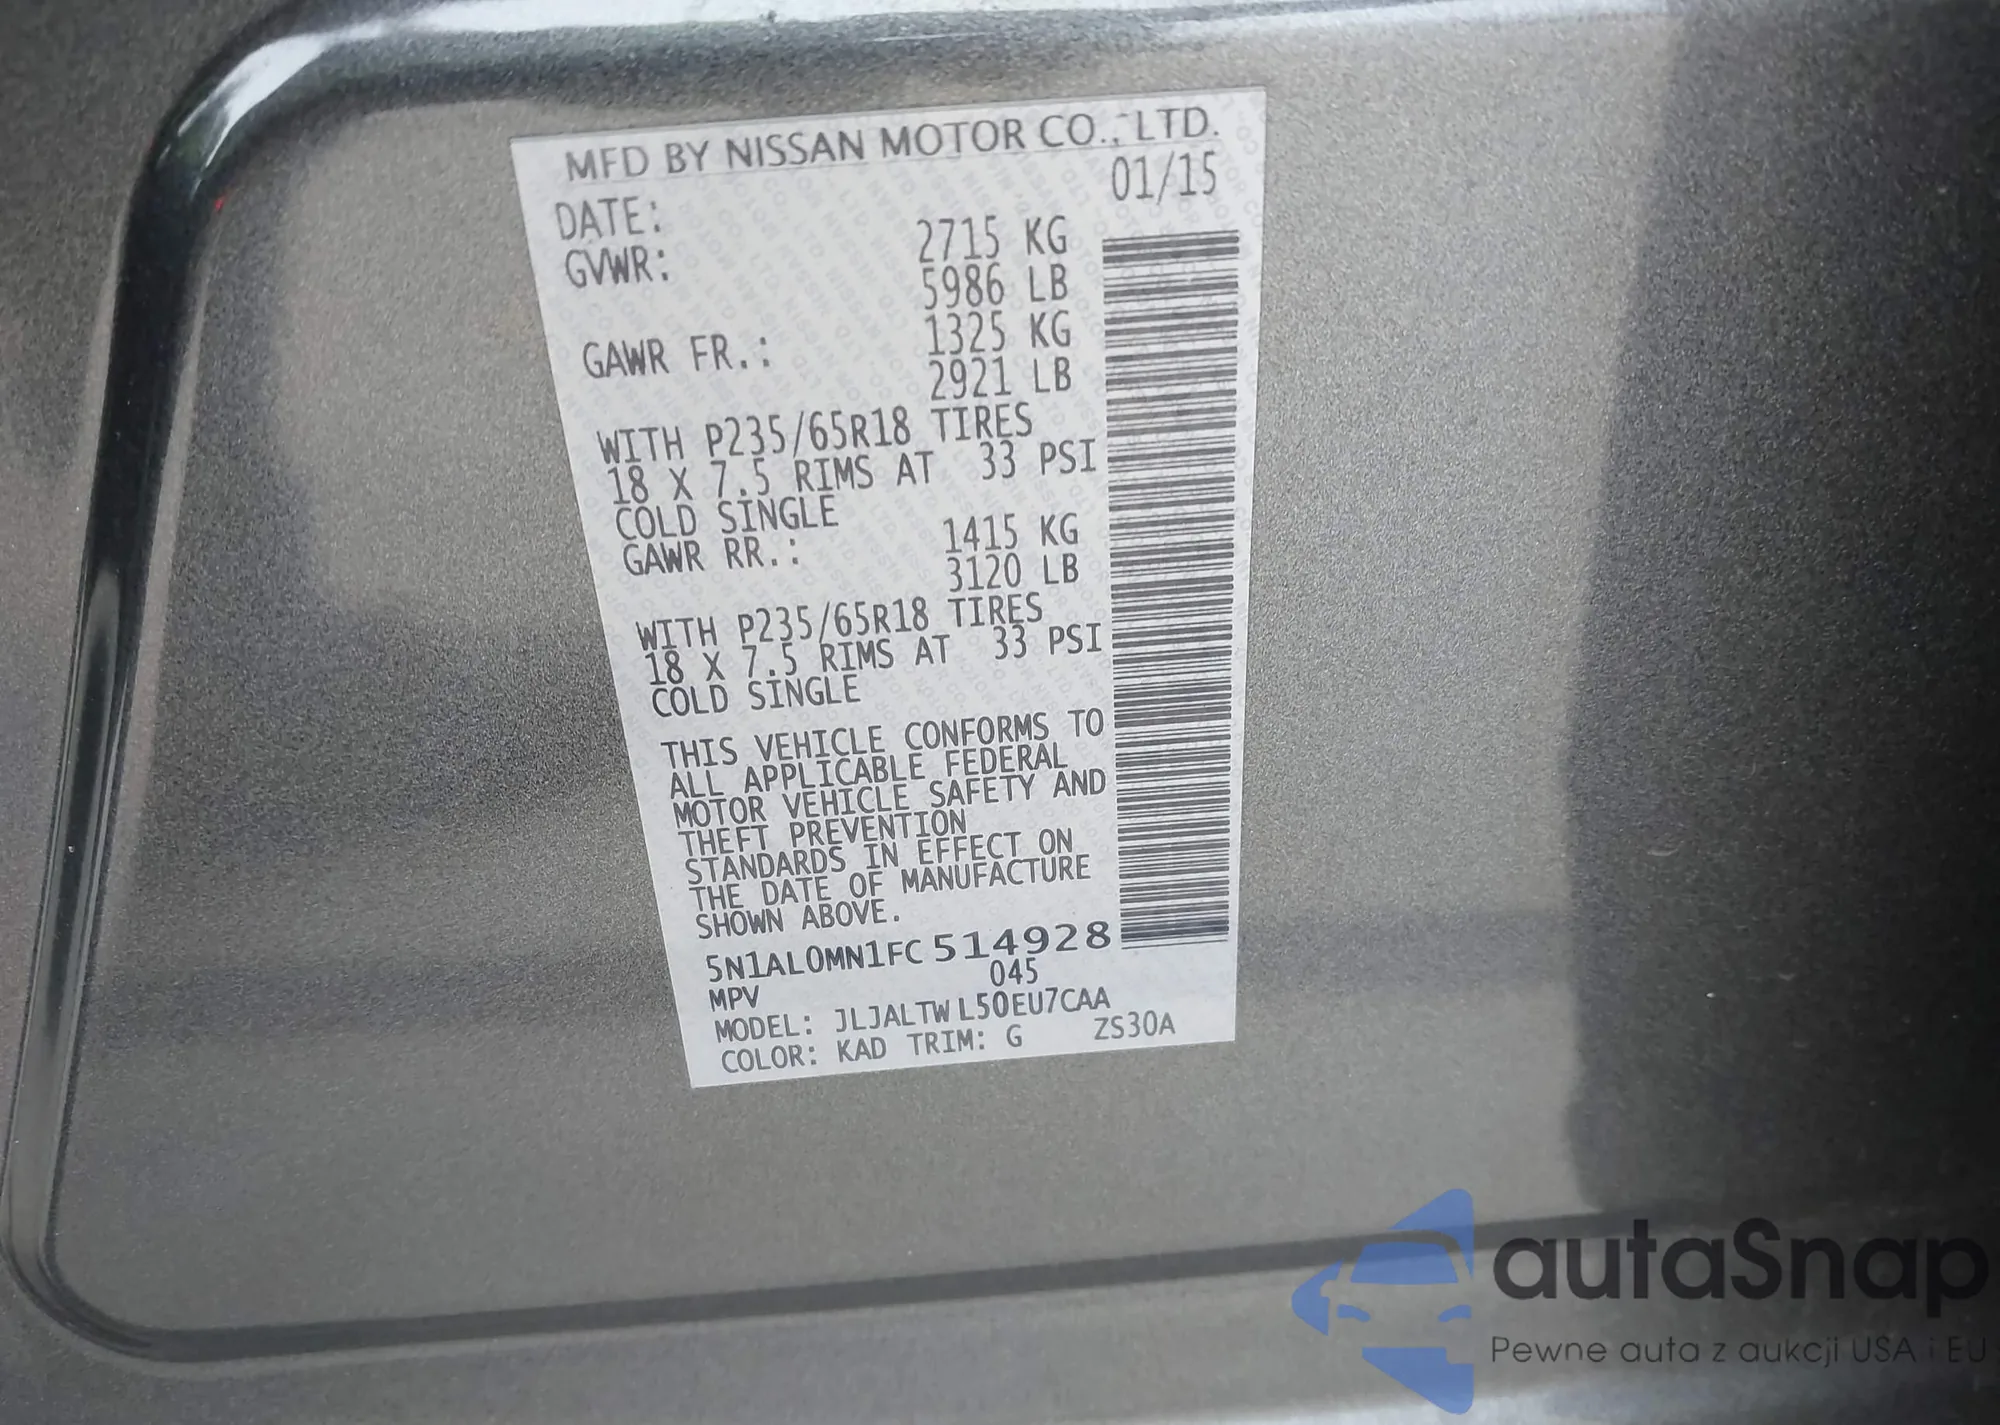 MFD BY NISSAN MOTOR CO., LTD.
DATE: 01/15
GVWR: 2715 KG
5986 LB
GAWR FR.: 1325 KG
2921 LB
WITH P235/65R18 TIRES
18 X 7.5 RIMS AT 33 PSI
COLD SINGLE
GAWR RR.: 1415 KG
3120 LB
WITH P235/65R18 TIRES
18 X 7.5 RIMS AT 33 PSI
COLD SINGLE
THIS VEHICLE CONFORMS TO
ALL APPLICABLE FEDERAL
MOTOR VEHICLE SAFETY AND
THEFT PREVENTION
STANDARDS IN EFFECT ON
THE DATE OF MANUFACTURE
SHOWN ABOVE.
5N1AL0MN1FC514928
MPV 045
MODEL: JLJALTWL50EU7CAA
COLOR: KAD TRIM: G ZS30A
autaSnap
Pewne auta z aukcji USA i EU